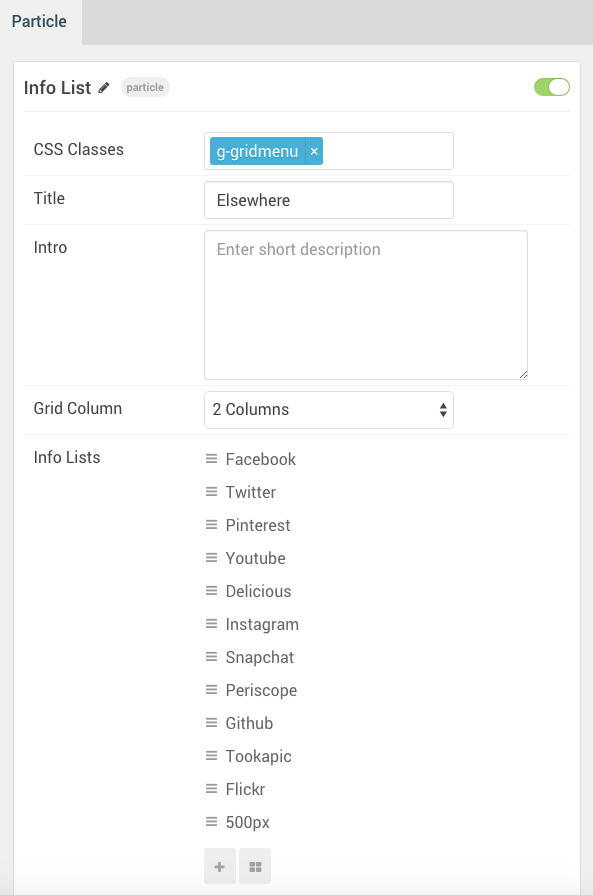 Particle
Info List particle
CSS Classes g-gridmenu ×
Title Elsewhere
Intro Enter short description
Grid Column 2 Columns
Info Lists Facebook
Twitter
Pinterest
Youtube
Delicious
Instagram
Snapchat
Periscope
Github
Tookapic
Flickr
500px